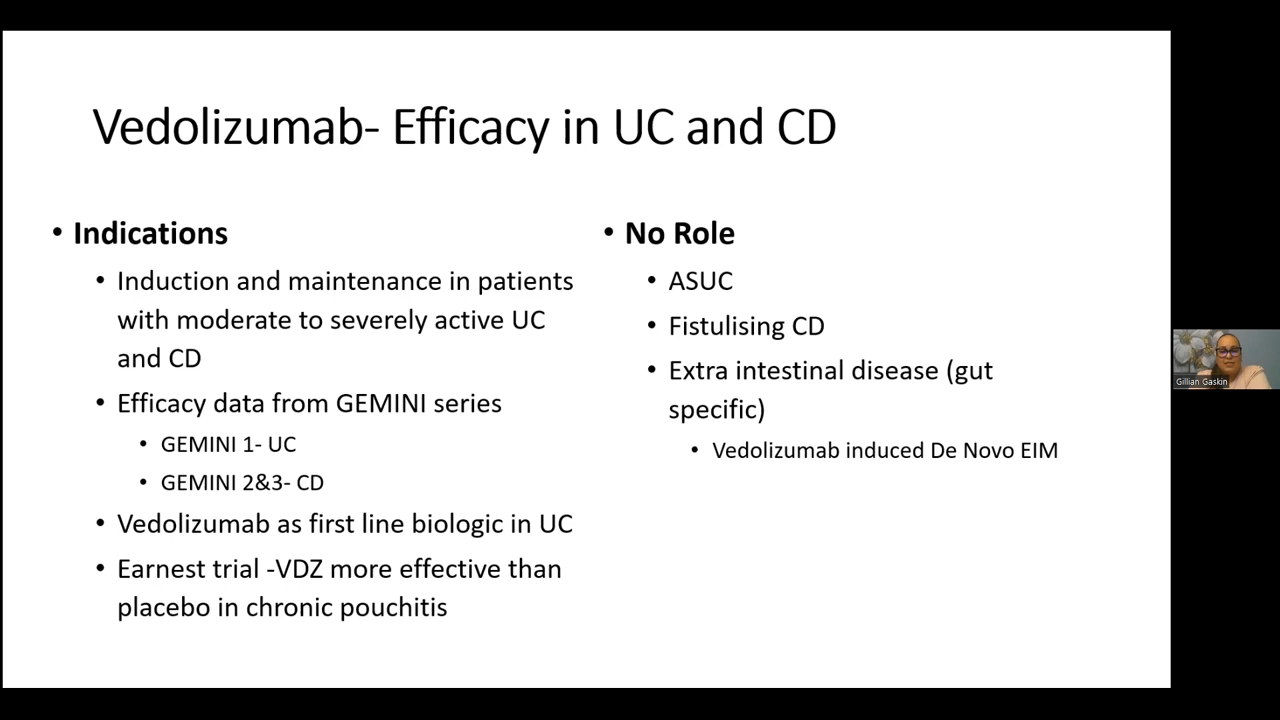 Vedolizumab- Efficacy in UC and CD
• Indications
• Induction and maintenance in patients
with moderate to severely active UC
and CD
• Efficacy data from GEMINI series
• GEMINI 1- UC
• GEMINI 2&3- CD
• Vedolizumab as first line biologic in UC
• Earnest trial -VDZ more effective than
placebo in chronic pouchitis
• No Role
• ASUC
• Fistulising CD
• Extra intestinal disease (gut
specific)
• Vedolizumab induced De Novo EIM
Gillian Gaskin